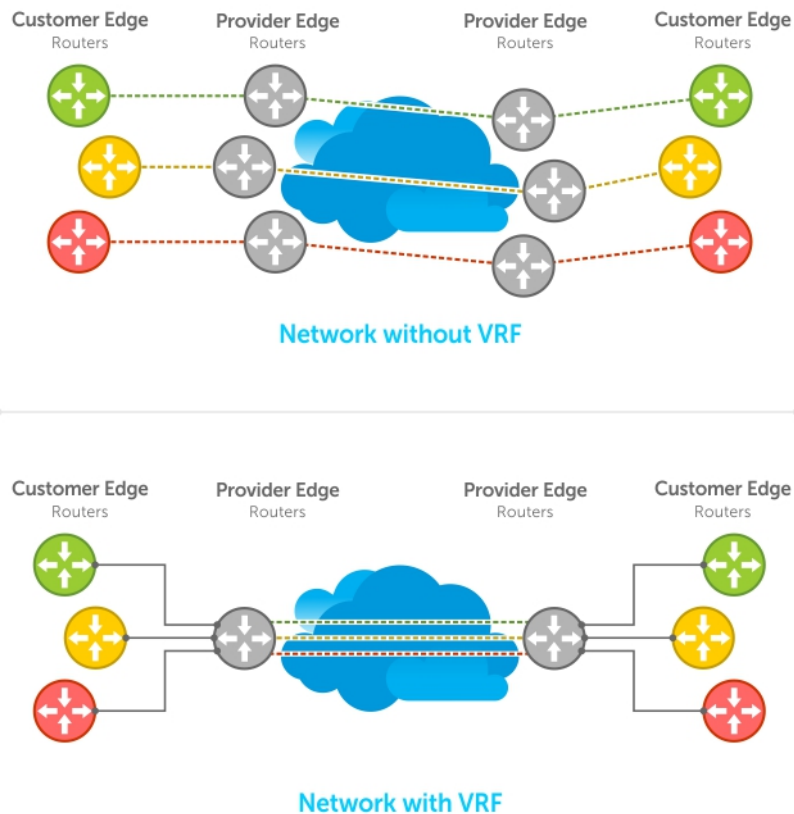 Customer Edge
Routers
Provider Edge
Routers
Provider Edge
Routers
Customer Edge
Routers
Network without VRF
Customer Edge
Routers
Provider Edge
Routers
Provider Edge
Routers
Customer Edge
Routers
Network with VRF